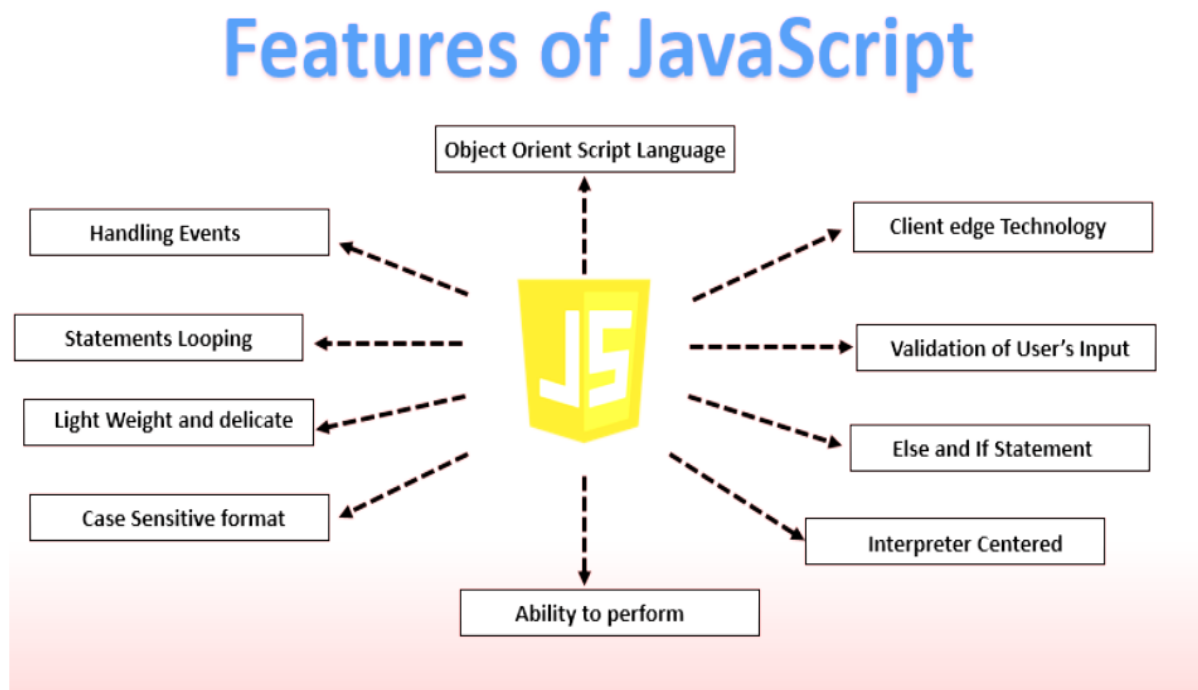 Features of JavaScript
Object Orient Script Language
Handling Events
Client edge Technology
Statements Looping
JS
Validation of User's Input
Light Weight and delicate
Else and If Statement
Case Sensitive format
Interpreter Centered
Ability to perform